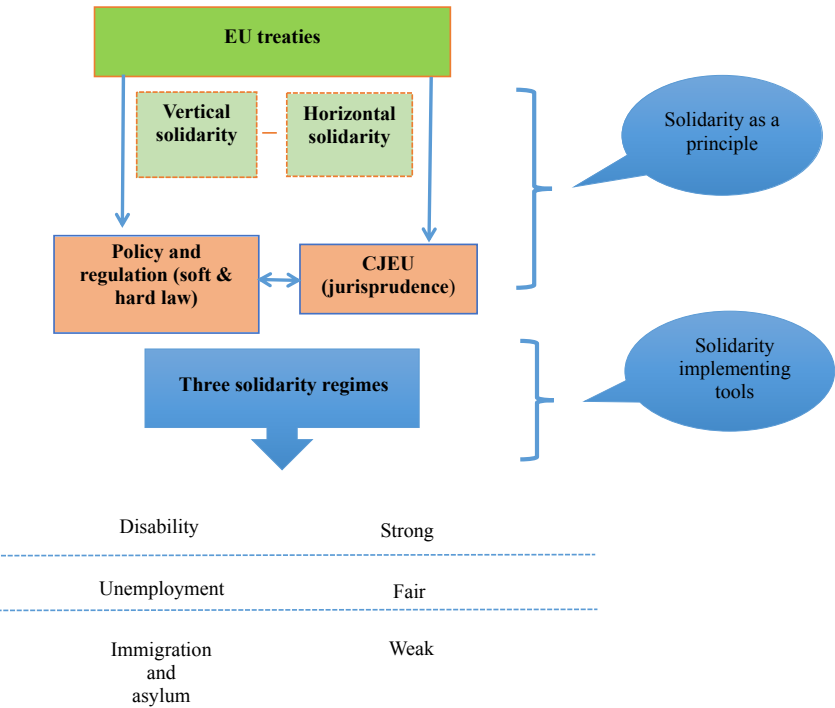 EU treaties
Vertical
solidarity
Horizontal
solidarity
Solidarity as a
principle
Policy and
regulation (soft &
hard law)
CJEU
(jurisprudence)
Three solidarity regimes
Solidarity
implementing
tools
Disability
Strong
Unemployment
Fair
Immigration
and
asylum
Weak